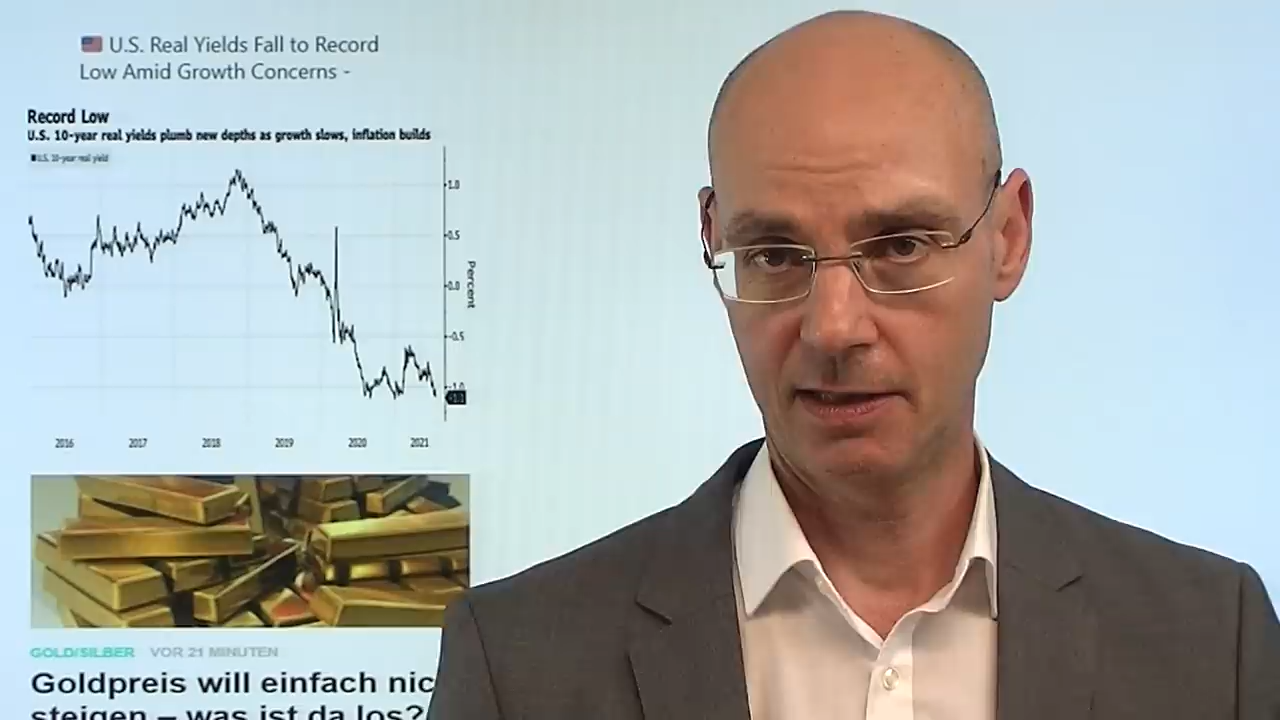 🇺🇸 U.S. Real Yields Fall to Record
Low Amid Growth Concerns -
Record Low
U.S. 10-year real yields plumb new depths as growth slows, inflation builds
U.S. 10-year real yield
1.0
0.5
0.0
-0.5
-1.0
-1.1
Percent
2016 2017 2018 2019 2020 2021
GOLD/SILBER VOR 21 MINUTEN
Goldpreis will einfach nic
steigen – was ist da los?